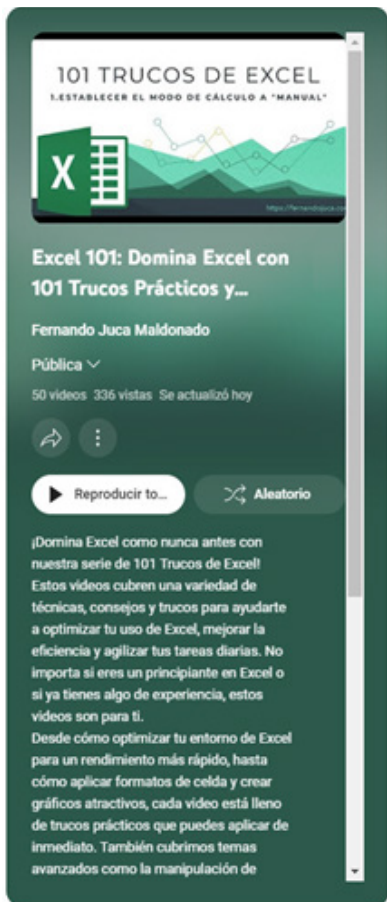 101 TRUCOS DE EXCEL
1.ESTABLECER EL MODO DE CÁLCULO A "MANUAL"
X
Excel 101: Domina Excel con
101 Trucos Prácticos y...
Fernando Juca Maldonado
Pública
50 videos 336 vistas Se actualizó hoy
Reproducir to... Aleatorio
¡Domina Excel como nunca antes con
nuestra serie de 101 Trucos de Excel!
Estos videos cubren una variedad de
técnicas, consejos y trucos para ayudarte
a optimizar tu uso de Excel, mejorar la
eficiencia y agilizar tus tareas diarias. No
importa si eres un principiante en Excel o
si ya tienes algo de experiencia, estos
videos son para ti.
Desde cómo optimizar tu entorno de Excel
para un rendimiento más rápido, hasta
cómo aplicar formatos de celda y crear
gráficos atractivos, cada video está lleno
de trucos prácticos que puedes aplicar de
inmediato. También cubrimos temas
avanzados como la manipulación de